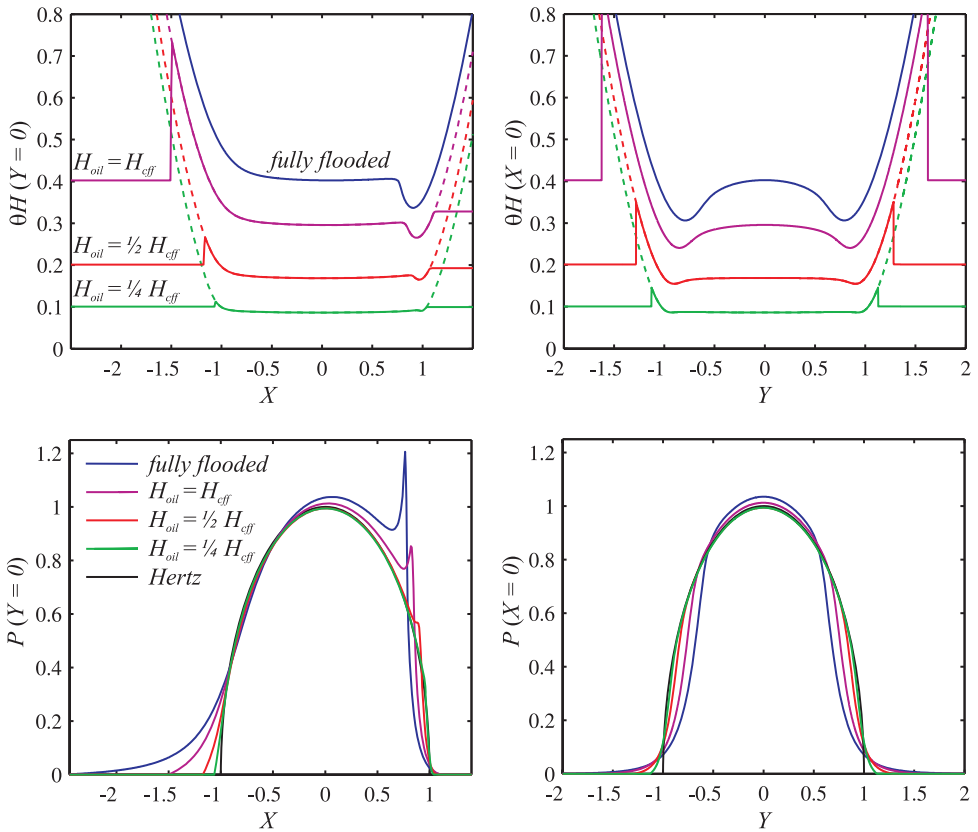 0.8
0.7
0.6
0.5
0.4
0.3
0.2
0.1
0
θH (Y = 0)
H_oil = H_cff
H_oil = ½ H_cff
H_oil = ¼ H_cff
fully flooded
-2 -1.5 -1 -0.5 0 0.5 1
X
0.8
0.7
0.6
0.5
0.4
0.3
0.2
0.1
0
θH (X = 0)
-2 -1.5 -1 -0.5 0 0.5 1 1.5 2
Y
1.2
1
0.8
0.6
0.4
0.2
0
P (Y = 0)
fully flooded
H_oil = H_cff
H_oil = ½ H_cff
H_oil = ¼ H_cff
Hertz
-2 -1.5 -1 -0.5 0 0.5 1
X
1.2
1
0.8
0.6
0.4
0.2
0
P (X = 0)
-2 -1.5 -1 -0.5 0 0.5 1 1.5 2
Y